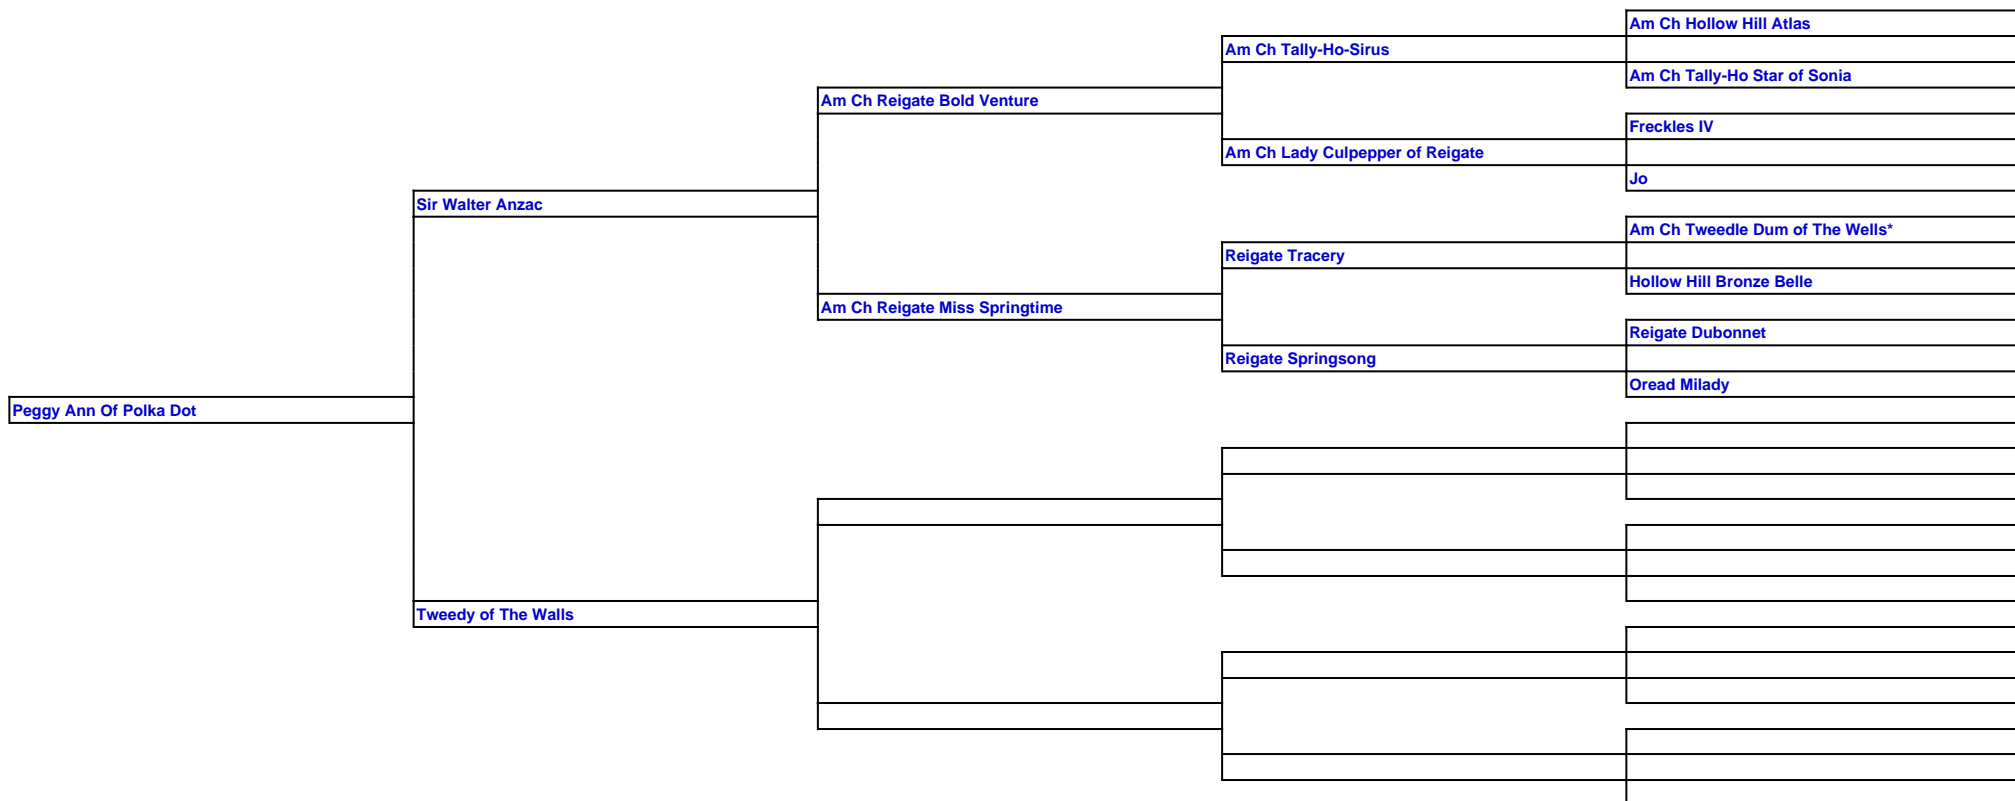 Am Ch Hollow Hill Atlas
Am Ch Tally-Ho-Sirus
Am Ch Tally-Ho Star of Sonia
Am Ch Reigate Bold Venture
Freckles IV
Am Ch Lady Culpepper of Reigate
Jo
Sir Walter Anzac
Am Ch Tweedle Dum of The Wells*
Reigate Tracery
Hollow Hill Bronze Belle
Am Ch Reigate Miss Springtime
Reigate Dubonnet
Reigate Springsong
Oread Milady
Peggy Ann Of Polka Dot
Tweedy of The Walls